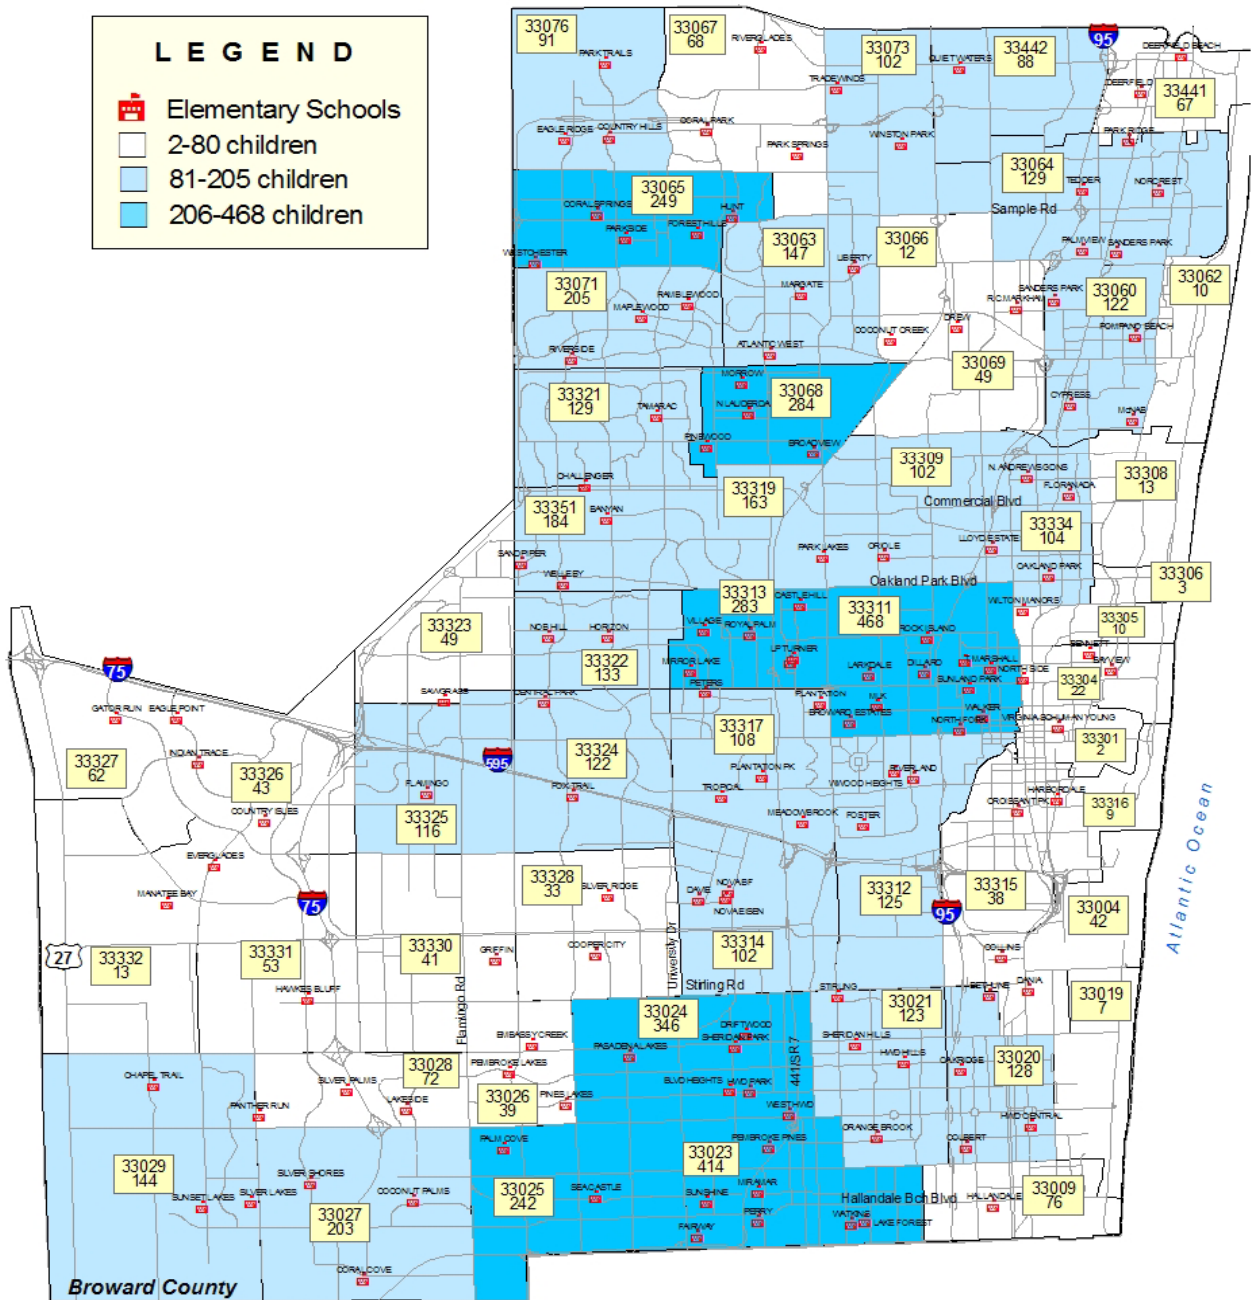 LEGEND
Elementary Schools
2-80 children
81-205 children
206-468 children
33076
91
33067
68
RIVERGLADES
PARK TRAILS
33073
102
QUIET WATERS
33442
88
95
DEERFIELD BEACH
TRADEWINDS
DEERFIELD
33441
67
EAGLE RIDGE
COUNTRY HILLS
CORAL PARK
PARK SPRINGS
WINSTON PARK
PARK RIDGE
33064
129
TEDDER
NORCREST
Sample Rd
33065
249
CORAL SPRINGS
HUNT
PARKSIDE
FOREST HILLS
WESTCHESTER
33063
147
LIBERTY
33066
12
PALMVIEW
SANDERS PARK
33062
10
33071
205
RAMBLEWOOD
MAPLEWOOD
MARGATE
R.C. MARKHAM
SANDERS PARK
33060
122
POMPANO BEACH
COCONUT CREEK
DREW
RIVERSIDE
ATLANTIC WEST
33069
49
MORROW
33068
284
33321
129
TAMARAC
N LAUDERDA
CYPRESS
McNAB
PINEWOOD
BROADVIEW
33309
102
N. ANDREWS GDNS
33308
13
CHALLENGER
33319
163
FLORANADA
Commercial Blvd
33351
184
BANYAN
33334
104
SANDPIPER
PARK LAKES
ORIOLE
LLOYD ESTATE
WELLEBY
OAKLAND PARK
Oakland Park Blvd
33306
3
33313
283
CASTLE HILL
33311
468
WILTON MANORS
33305
10
33323
49
NOB HILL
HORIZON
VILLAGE
ROYAL PALM
ROCK ISLAND
BENNETT
33322
133
MIRROR LAKE
UPTURNER
LARKDALE
DILLARD
MARSHALL
NORTH SIDE
BAYVIEW
75
SAWGRASS
CENTRAL PARK
PETERS
PLANTATION
MLK
SUNLAND PARK
33304
22
GATOR RUN
EAGLE POINT
33317
108
BROWARD ESTATES
WALKER
NORTH FORK
VIRGINIA SCHUMAN YOUNG
33301
2
INDIAN TRACE
33327
62
33326
43
595
33324
122
PLANTATION PK
RIVERLAND
WWOOD HEIGHTS
FLAMINGO
FOX TRAIL
TROPICAL
HARBORDALE
CROISSANT PK
33316
9
COUNTRY ISLES
33325
116
MEADOWBROOK
FOSTER
Atlantic Ocean
EVERGLADES
33328
33
SILVER RIDGE
NOVA BF
DAVIE
NOVA EISEN
33312
125
33315
38
MANATEE BAY
75
95
33004
42
27
33332
13
33331
53
33330
41
GRIFFIN
COOPER CITY
University Dr
33314
102
COLLINS
HAWKES BLUFF
Flamingo Rd
Stirling Rd
STIRLING
BETHUNE
DANIA
33019
7
33024
346
33021
123
EMBASSY CREEK
DRIFTWOOD
SHERIDAN PARK
441/SR 7
SHERIDAN HILLS
PASADENA LAKES
HWD HILLS
OAKRIDGE
33020
128
33028
72
PEMBROKE LAKES
CHAPEL TRAIL
SILVER PALMS
BLVD HEIGHTS
HWD PARK
PANTHER RUN
LAKESIDE
33026
39
PINES LAKES
WEST HWD
HWD CENTRAL
ORANGE BROOK
COLBERT
PALM COVE
PEMBROKE PINES
33029
144
33023
414
SILVER SHORES
SUNSET LAKES
SILVER LAKES
COCONUT PALMS
33025
242
SEACASTLE
MIRAMAR
SUNSHINE
Hallandale Bch Blvd
HALLANDALE
33009
76
33027
203
PERRY
FAIRWAY
WATKINS
LAKE FOREST
CORAL COVE
Broward County